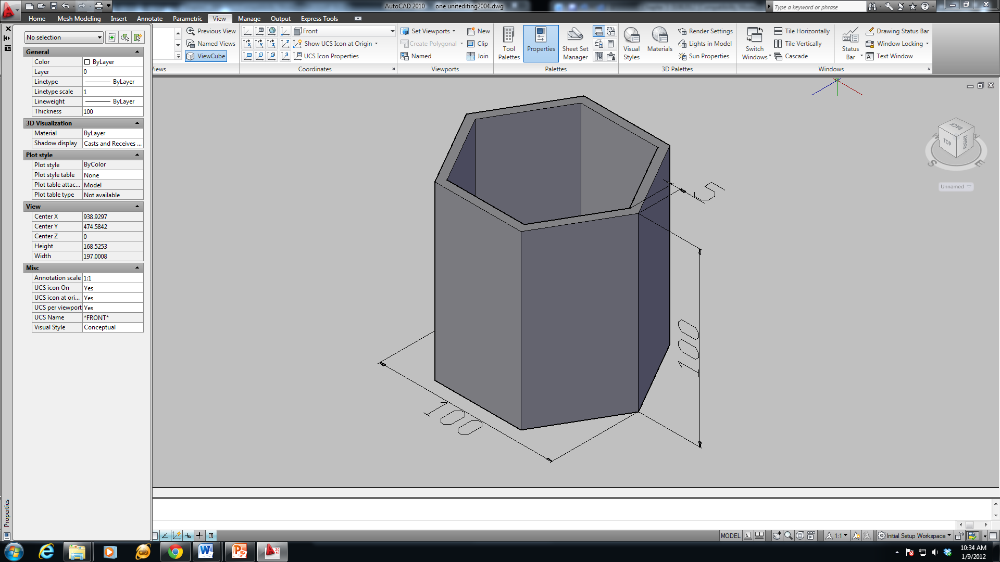 AutoCAD 2010 one unitediting2004.dwg
Type a keyword or phrase
Home Mesh Modeling Insert Annotate Parametric View Manage Output Express Tools
No selection
General
Color ByLayer
Layer 0
Linetype ByLayer
Linetype scale 1
Lineweight ByLayer
Thickness 100
3D Visualization
Material ByLayer
Shadow display Casts and Receives ...
Plot style
Plot style ByColor
Plot style table None
Plot table attac... Model
Plot table type Not available
View
Center X 938.9297
Center Y 474.5842
Center Z 0
Height 168.5253
Width 197.0008
Misc
Annotation scale 1:1
UCS icon On Yes
UCS icon at ori... Yes
UCS per viewport Yes
UCS Name *FRONT*
Visual Style Conceptual
Properties
Previous View
Named Views
ViewCube
iews
Front
Show UCS Icon at Origin
UCS Icon Properties
Coordinates
Set Viewports New
Create Polygonal Clip
Named Join
Viewports
Tool
Palettes
Properties
Sheet Set
Manager
Palettes
Visual
Styles
Materials
Render Settings
Lights in Model
Sun Properties
3D Palettes
Switch
Windows
Tile Horizontally
Tile Vertically
Cascade
Status
Bar
Drawing Status Bar
Window Locking
Text Window
Windows
BACK
TOP
RIGHT
S
E
N
W
Unnamed
5
100
100
MODEL 1:1 Initial Setup Workspace
10:34 AM
1/9/2012